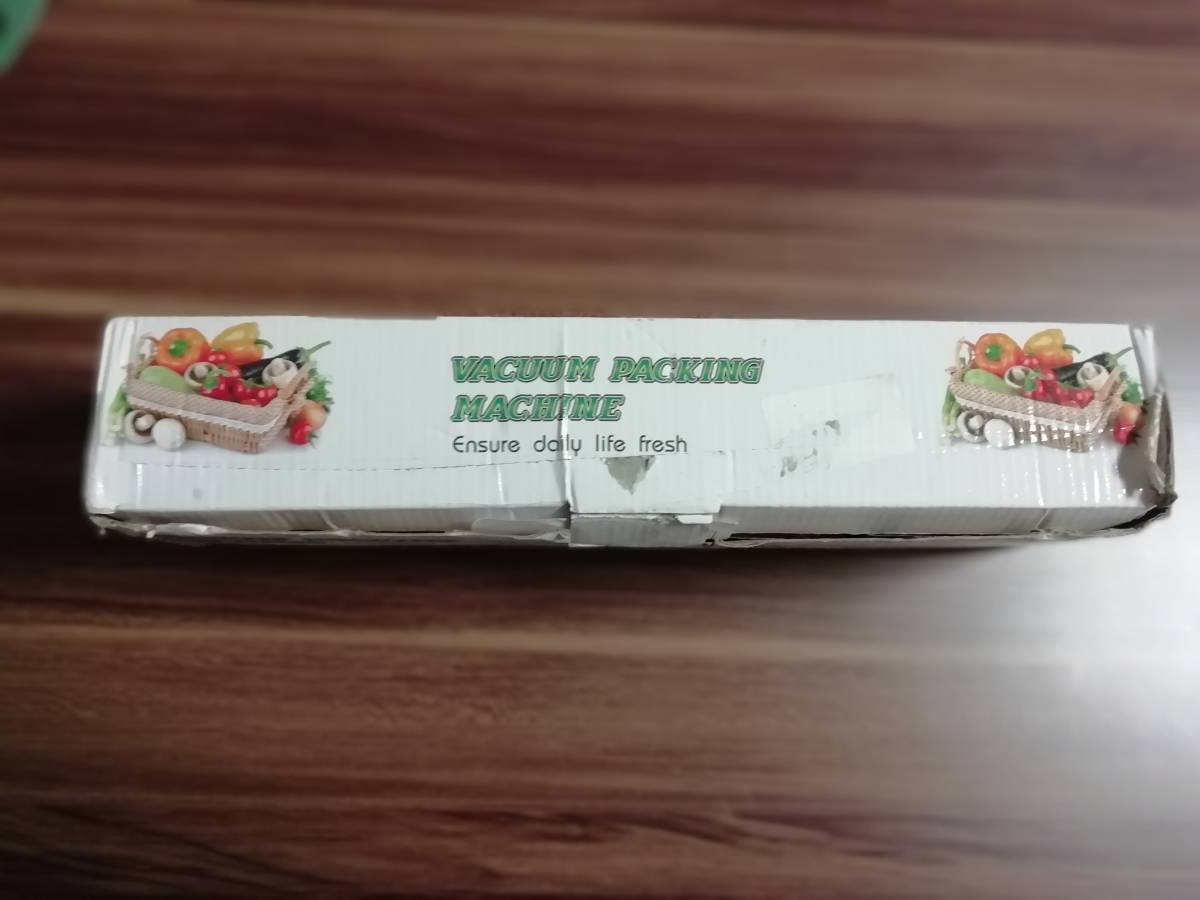 VACUUM PACKING
MACHINE
Ensure daily life fresh